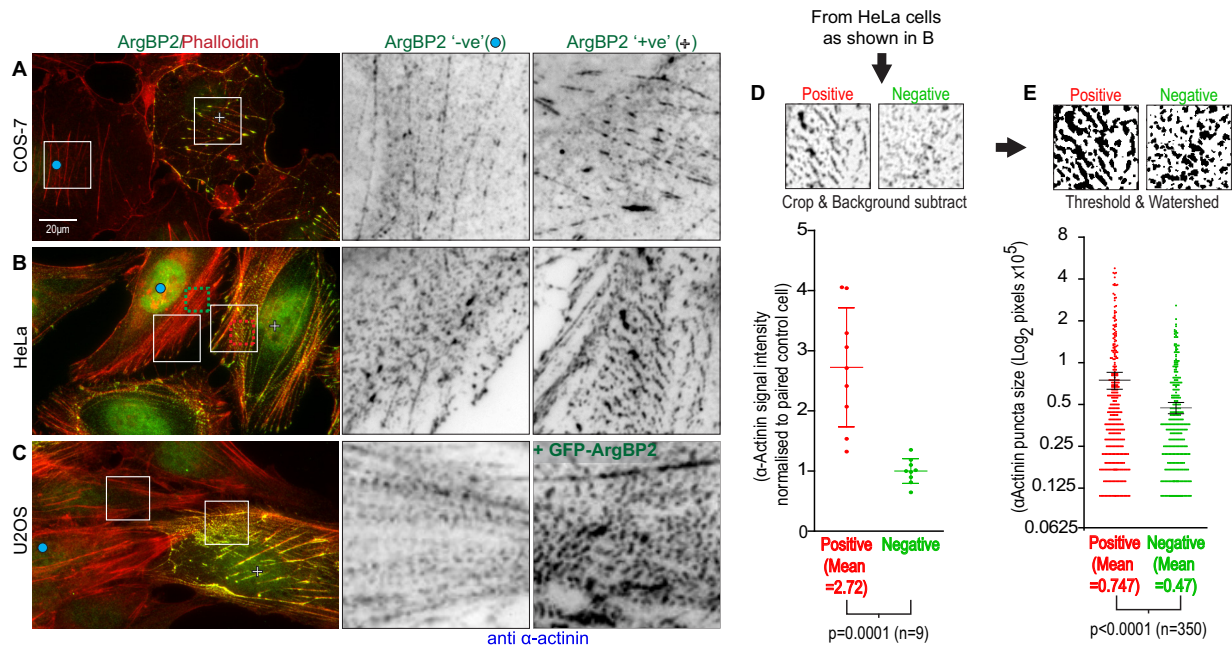 ArgBP2/Phalloidin
ArgBP2 '-ve'( )
ArgBP2 '+ve' (÷)
A
COS-7
20µm
B
HeLa
C
U2OS
+ GFP-ArgBP2
anti α-actinin
From HeLa cells
as shown in B
D
Positive
Negative
Crop & Background subtract
(α-Actinin signal intensity
normalised to paired control cell)
5
4
3
2
1
0
Positive
(Mean
=2.72)
Negative
p=0.0001 (n=9)
E
Positive
Negative
Threshold & Watershed
(αActinin puncta size (Log2 pixels x10^5)
8
4
2
1
0.5
0.25
0.125
0.0625
Positive
(Mean
=0.747)
Negative
(Mean
=0.47)
p<0.0001 (n=350)